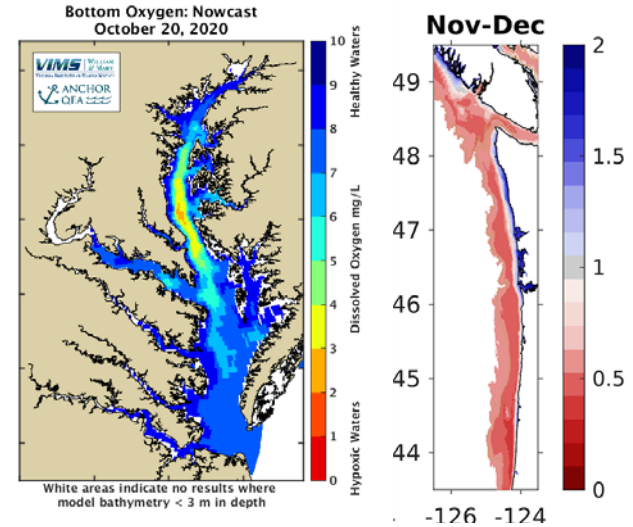 Bottom Oxygen: Nowcast
October 20, 2020
VIMS
WILLIAM
& MARY
ANCHOR
QEA
10
9
8
7
6
5
4
3
2
1
0
Healthy Waters
Dissolved Oxygen mg/L
Hypoxic Waters
White areas indicate no results where
model bathymetry < 3 m in depth
Nov-Dec
49
48
47
46
45
44
-126 -124
2
1.5
1
0.5
0